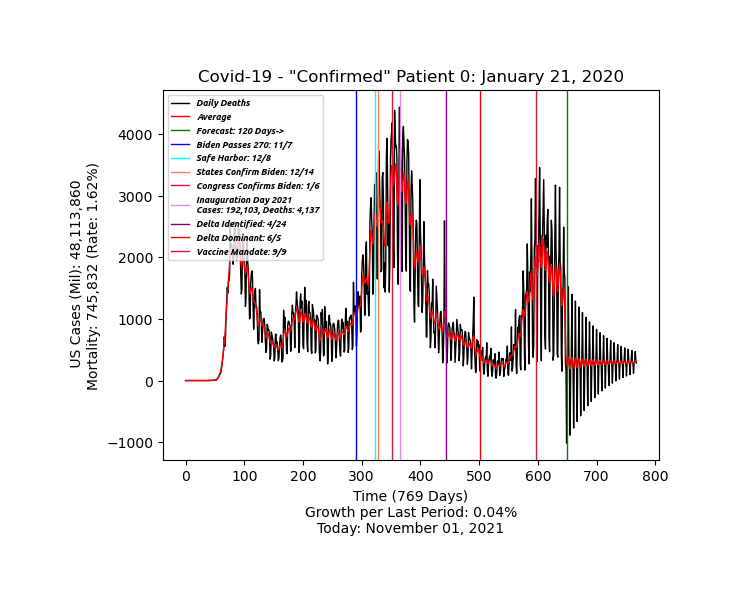 Covid-19 - "Confirmed" Patient 0: January 21, 2020
Daily Deaths
Average
Forecast: 120 Days->
Biden Passes 270: 11/7
Safe Harbor: 12/8
States Confirm Biden: 12/14
Congress Confirms Biden: 1/6
Inauguration Day 2021
Cases: 192,103, Deaths: 4,137
Delta Identified: 4/24
Delta Dominant: 6/5
Vaccine Mandate: 9/9
4000
3000
2000
1000
0
−1000
US Cases (Mil): 48,113,860
Mortality: 745,832 (Rate: 1.62%)
0 100 200 300 400 500 600 700 800
Time (769 Days)
Growth per Last Period: 0.04%
Today: November 01, 2021